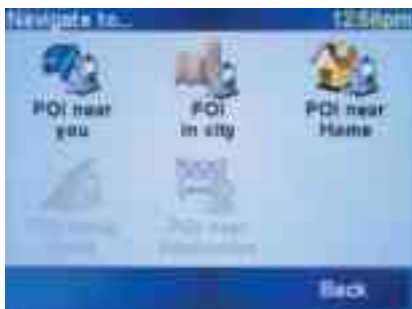 Navigate to...
12:56pm
POI near
you
POI
in city
POI near
Home
Back